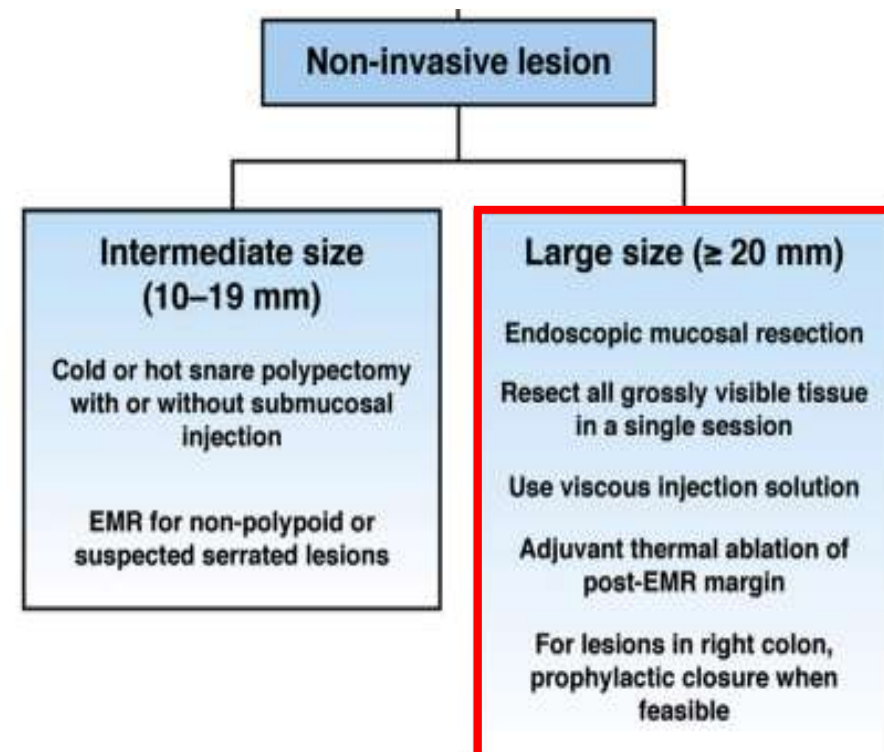 Non-invasive lesion
Intermediate size
(10–19 mm)
Cold or hot snare polypectomy
with or without submucosal
injection
EMR for non-polypoid or
suspected serrated lesions
Large size (≥ 20 mm)
Endoscopic mucosal resection
Resect all grossly visible tissue
in a single session
Use viscous injection solution
Adjuvant thermal ablation of
post-EMR margin
For lesions in right colon,
prophylactic closure when
feasible